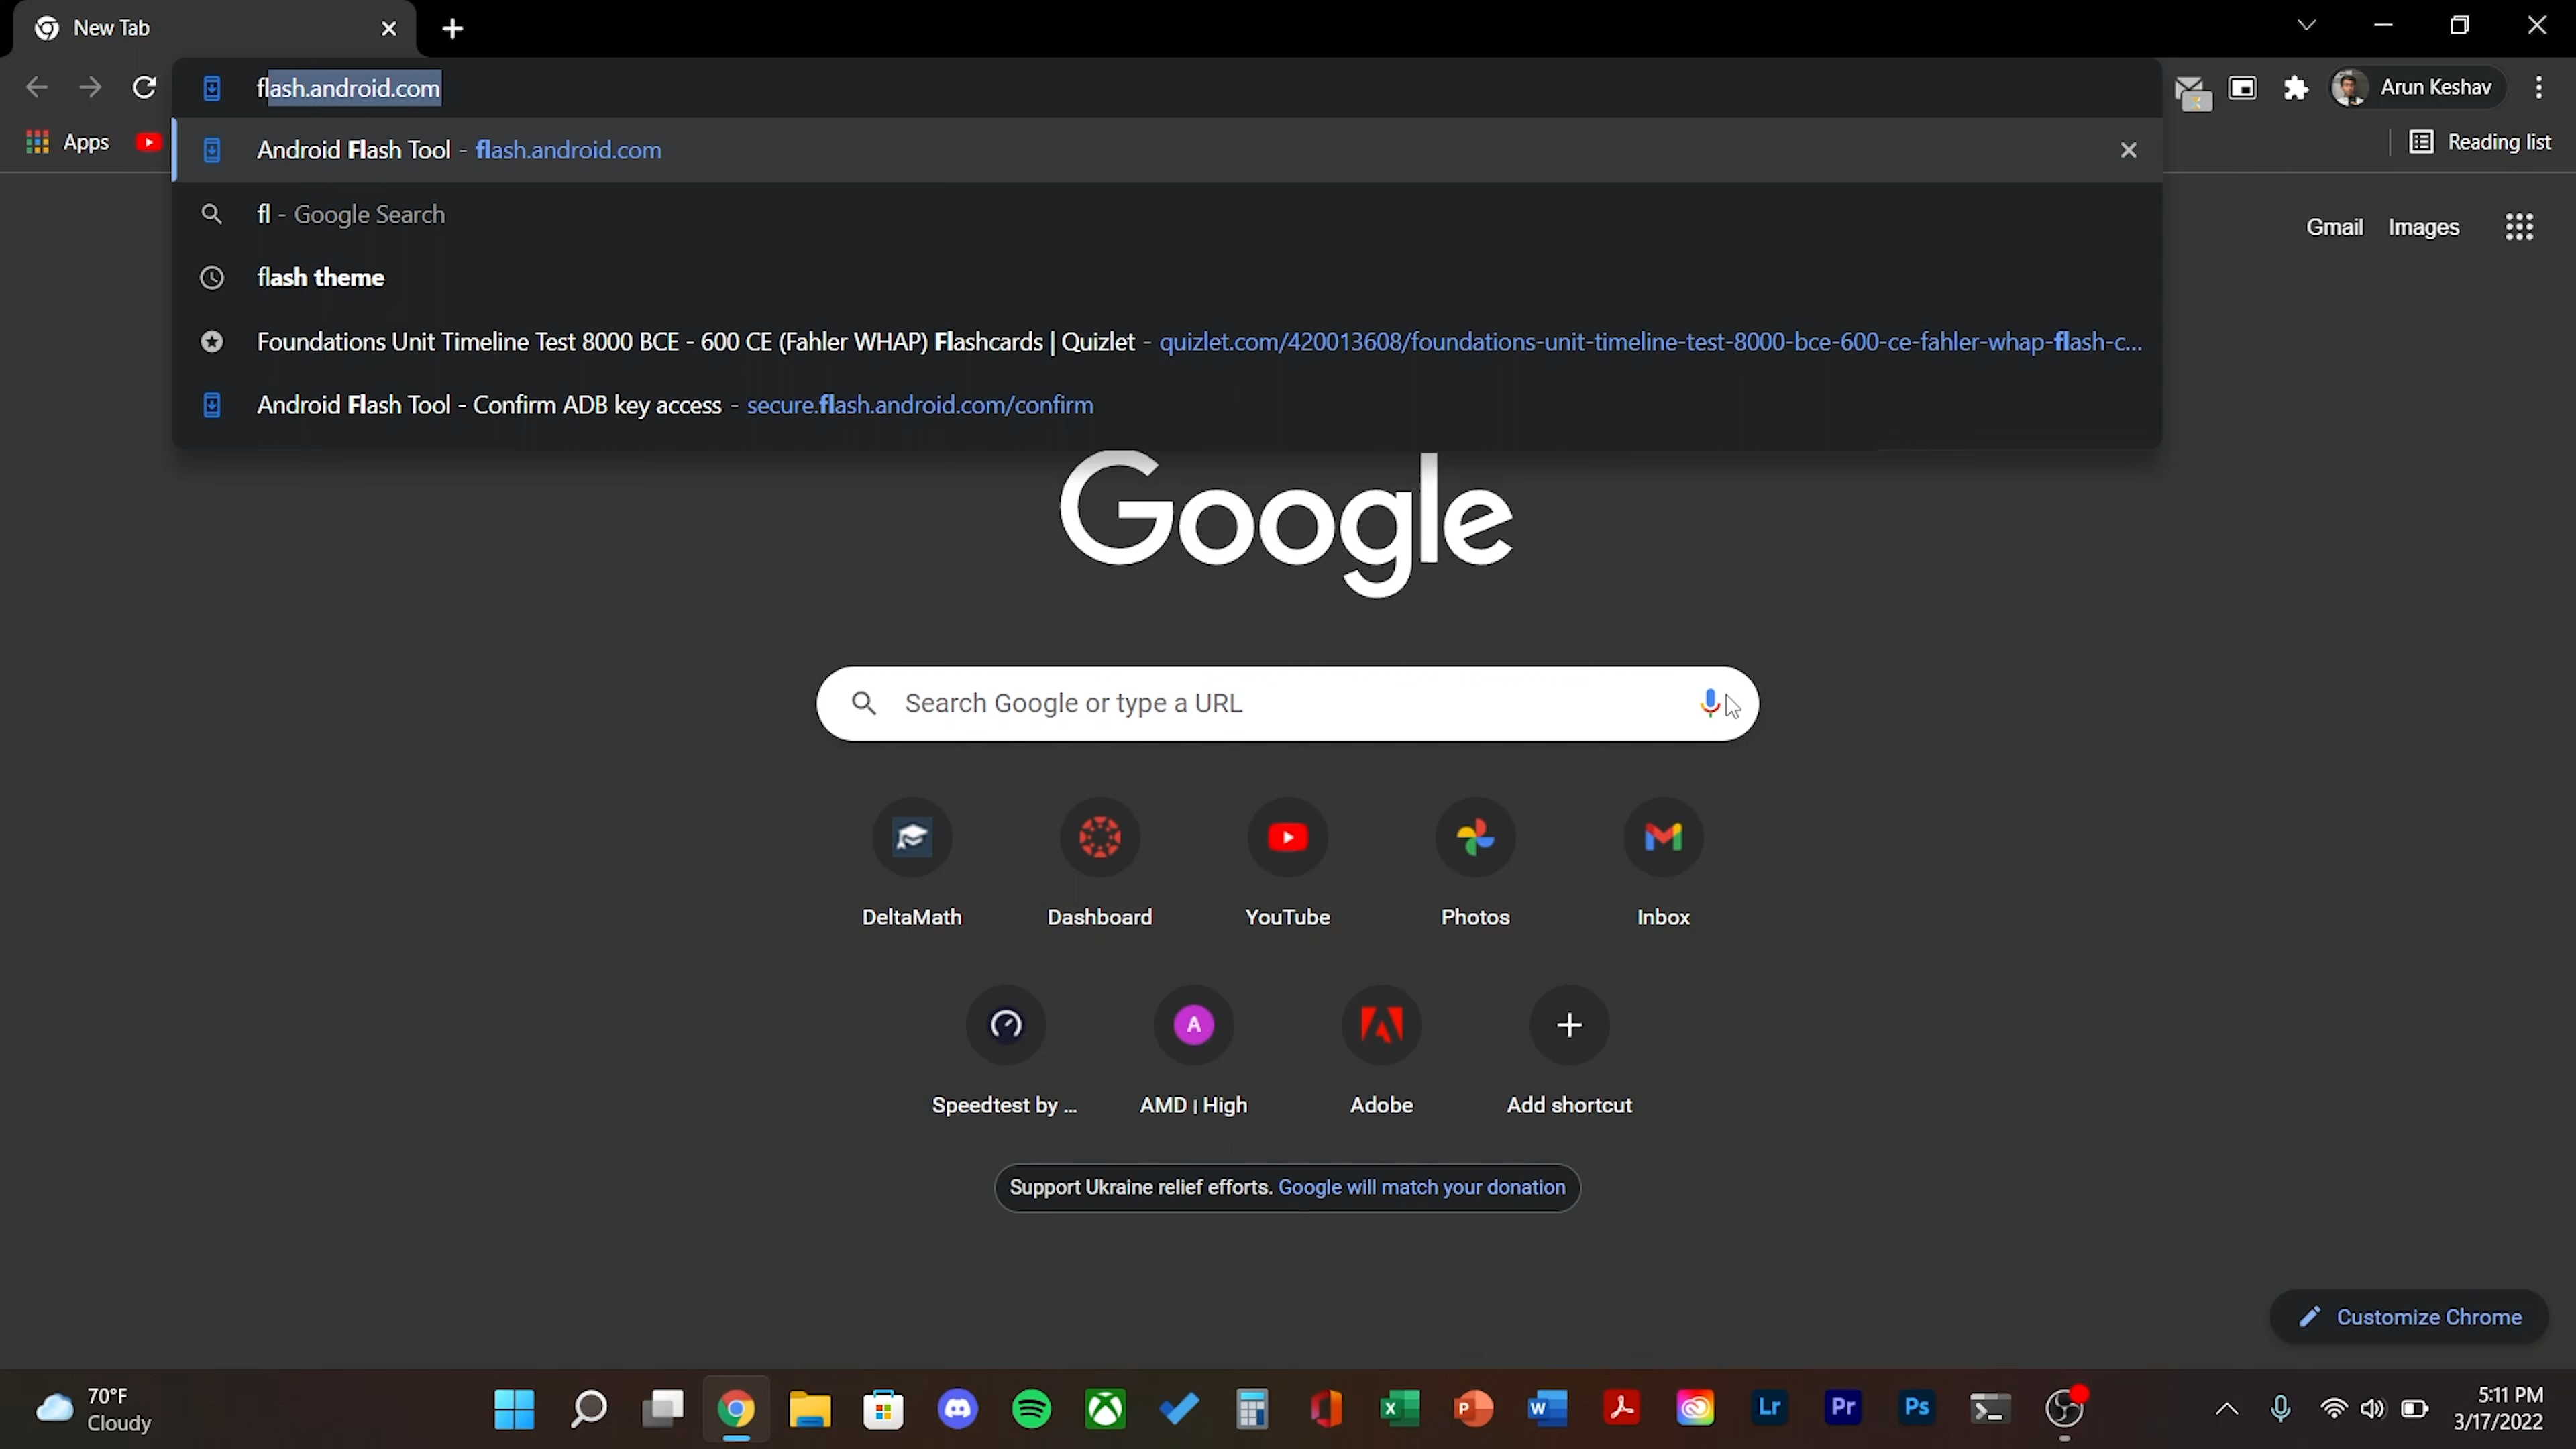 New Tab
flash.android.com
Arun Keshav
Apps
Android Flash Tool - flash.android.com
Reading list
fl - Google Search
Gmail Images
flash theme
Foundations Unit Timeline Test 8000 BCE - 600 CE (Fahler WHAP) Flashcards | Quizlet - quizlet.com/420013608/foundations-unit-timeline-test-8000-bce-600-ce-fahler-whap-flash-c...
Android Flash Tool - Confirm ADB key access - secure.flash.android.com/confirm
Google
Search Google or type a URL
DeltaMath Dashboard YouTube Photos Inbox
A
Speedtest by ... AMD | High Adobe Add shortcut
Support Ukraine relief efforts. Google will match your donation
Customize Chrome
70°F
Cloudy
X P W Lr Pr Ps
5:11 PM
3/17/2022